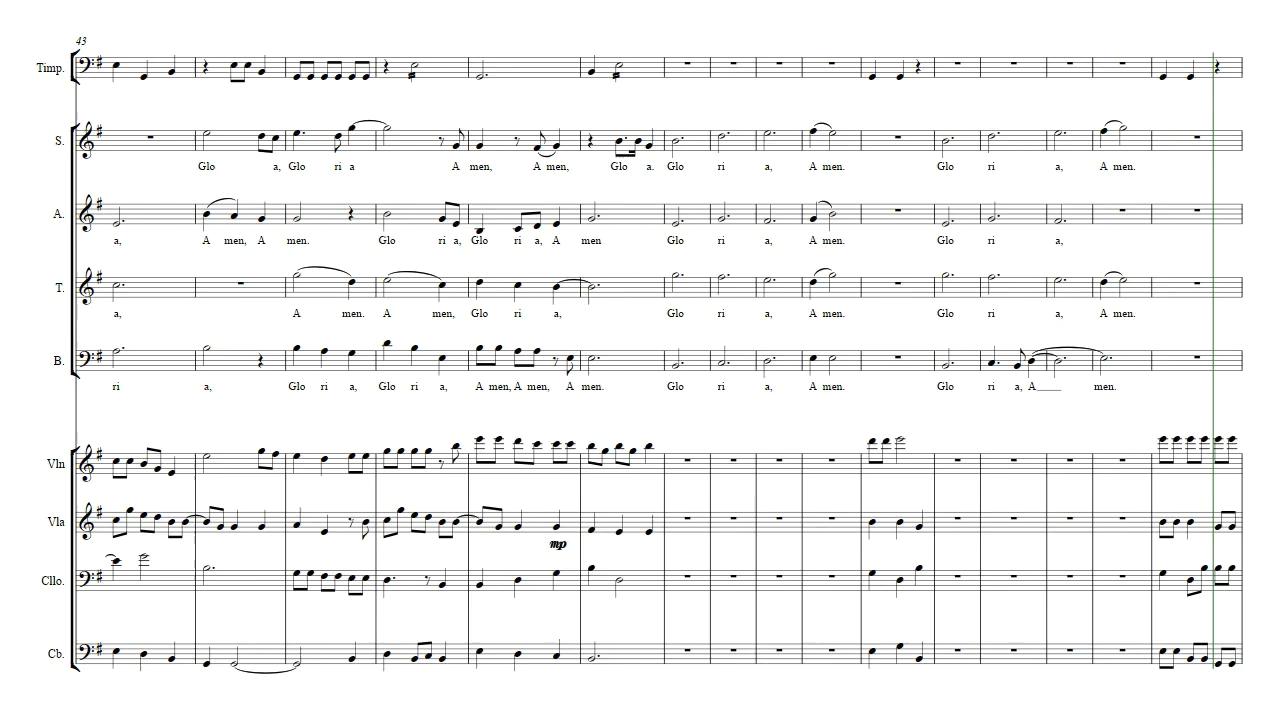 43
Timp.
S.
Glo a, Glo ri a A men, A men, Glo a. Glo ri a, A men. Glo ri a, A men.
A.
a, A men, A men. Glo ri a, Glo ri a, A men Glo ri a, A men. Glo ri a,
T.
a, A men. A men, Glo ri a, Glo ri a, A men. Glo ri a, A men.
B.
ri a, Glo ri a, Glo ri a, A men, A men, A men. Glo ri a, A men. Glo ri a, A____ men.
Vln
Vla
mp
Cllo.
Cb.